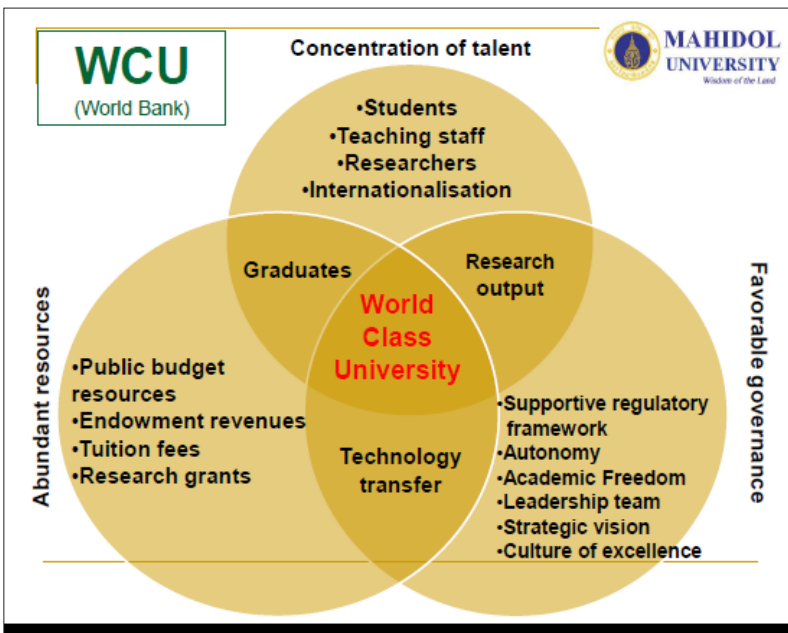 WCU
(World Bank)
Concentration of talent
MAHIDOL
UNIVERSITY
Wisdom of the Land
•Students
•Teaching staff
•Researchers
•Internationalisation
Graduates
Research
output
World
Class
University
Abundant resources
•Public budget
resources
•Endowment revenues
•Tuition fees
•Research grants
Technology
transfer
Favorable governance
•Supportive regulatory
framework
•Autonomy
•Academic Freedom
•Leadership team
•Strategic vision
•Culture of excellence